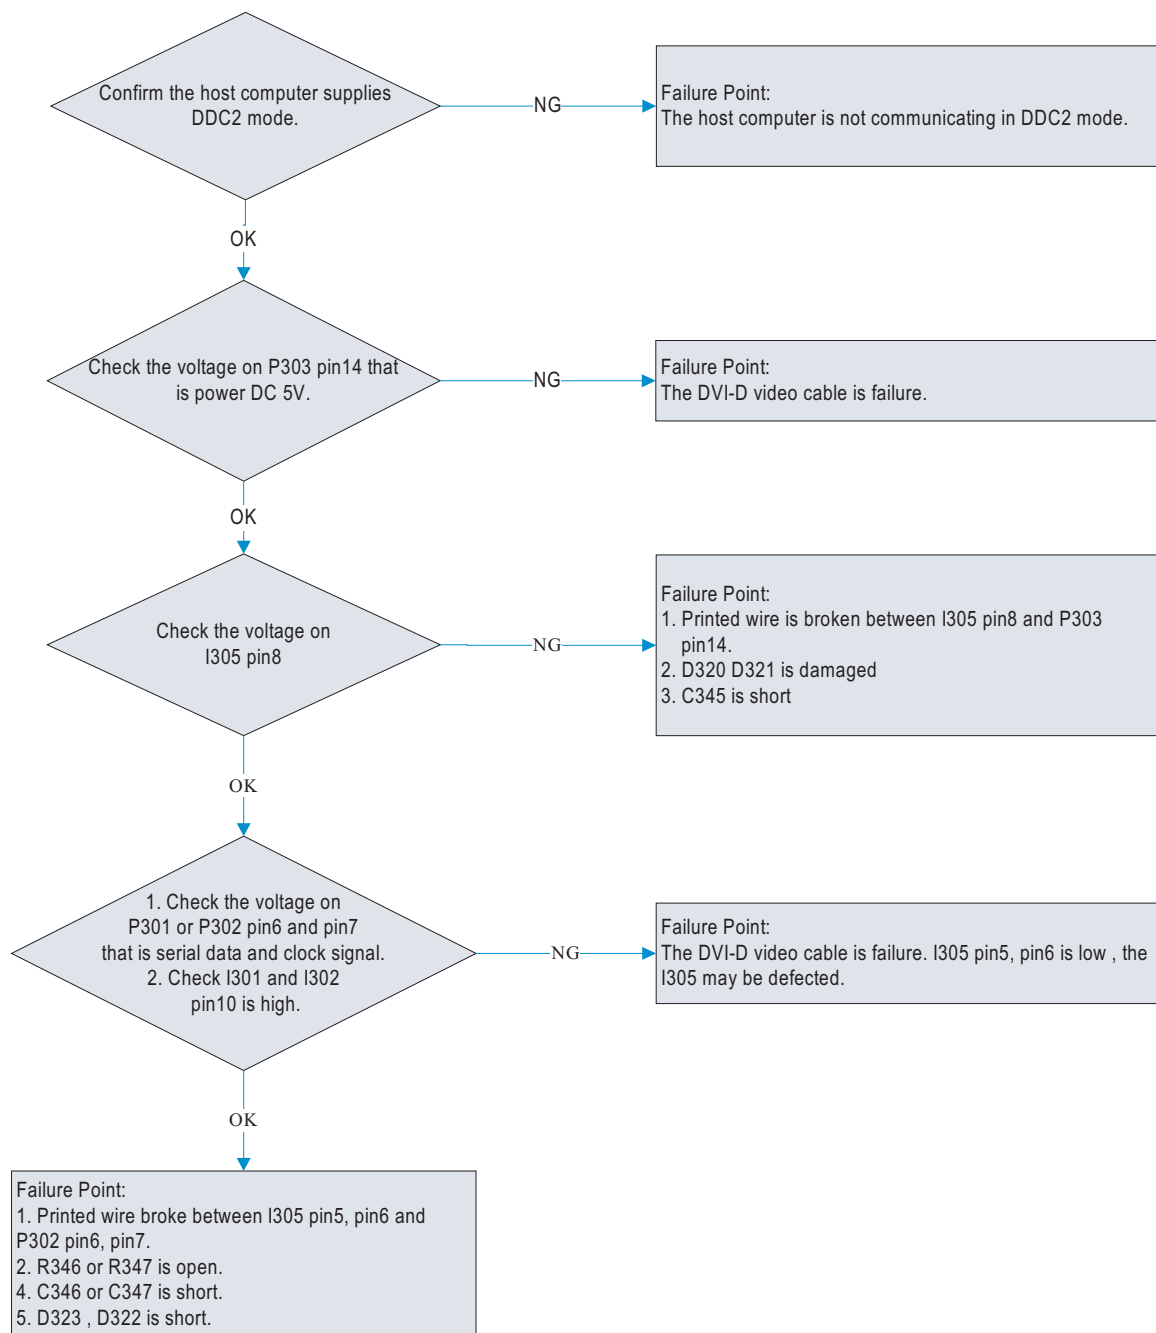 Confirm the host computer supplies
DDC2 mode.
NG
Failure Point:
The host computer is not communicating in DDC2 mode.
OK
Check the voltage on P303 pin14 that
is power DC 5V.
NG
Failure Point:
The DVI-D video cable is failure.
OK
Check the voltage on
I305 pin8
NG
Failure Point:
1. Printed wire is broken between I305 pin8 and P303
pin14.
2. D320 D321 is damaged
3. C345 is short
OK
1. Check the voltage on
P301 or P302 pin6 and pin7
that is serial data and clock signal.
2. Check I301 and I302
pin10 is high.
NG
Failure Point:
The DVI-D video cable is failure. I305 pin5, pin6 is low , the
I305 may be defected.
OK
Failure Point:
1. Printed wire broke between I305 pin5, pin6 and
P302 pin6, pin7.
2. R346 or R347 is open.
4. C346 or C347 is short.
5. D323 , D322 is short.